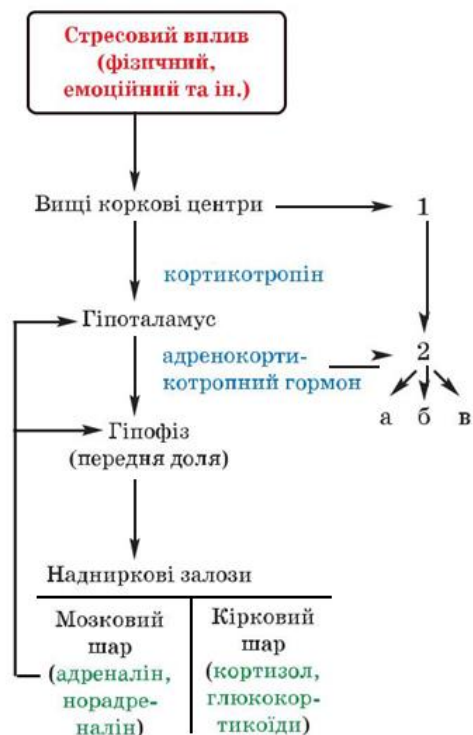 Стресовий вплив
(фізичний,
емоційний та ін.)
Вищі коркові центри
1
кортикотропін
Гіпоталамус
адренокорти-
котропний гормон
2
а б в
Гіпофіз
(передня доля)
Надниркові залози
Мозковий
шар
(адреналін,
норадре-
налін)
Кірковий
шар
(кортизол,
глюкокор-
тикоїди)